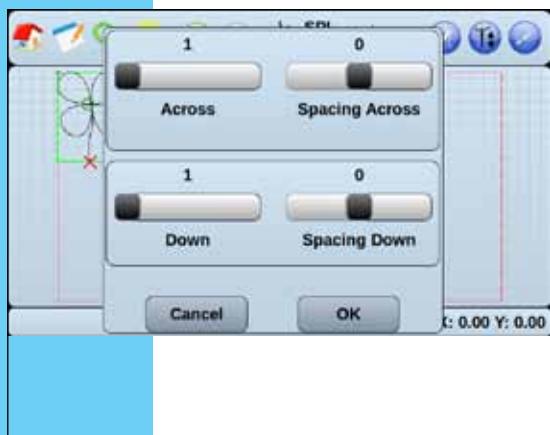 1 0
Across Spacing Across
1 0
Down Spacing Down
Cancel OK
X: 0.00 Y: 0.00